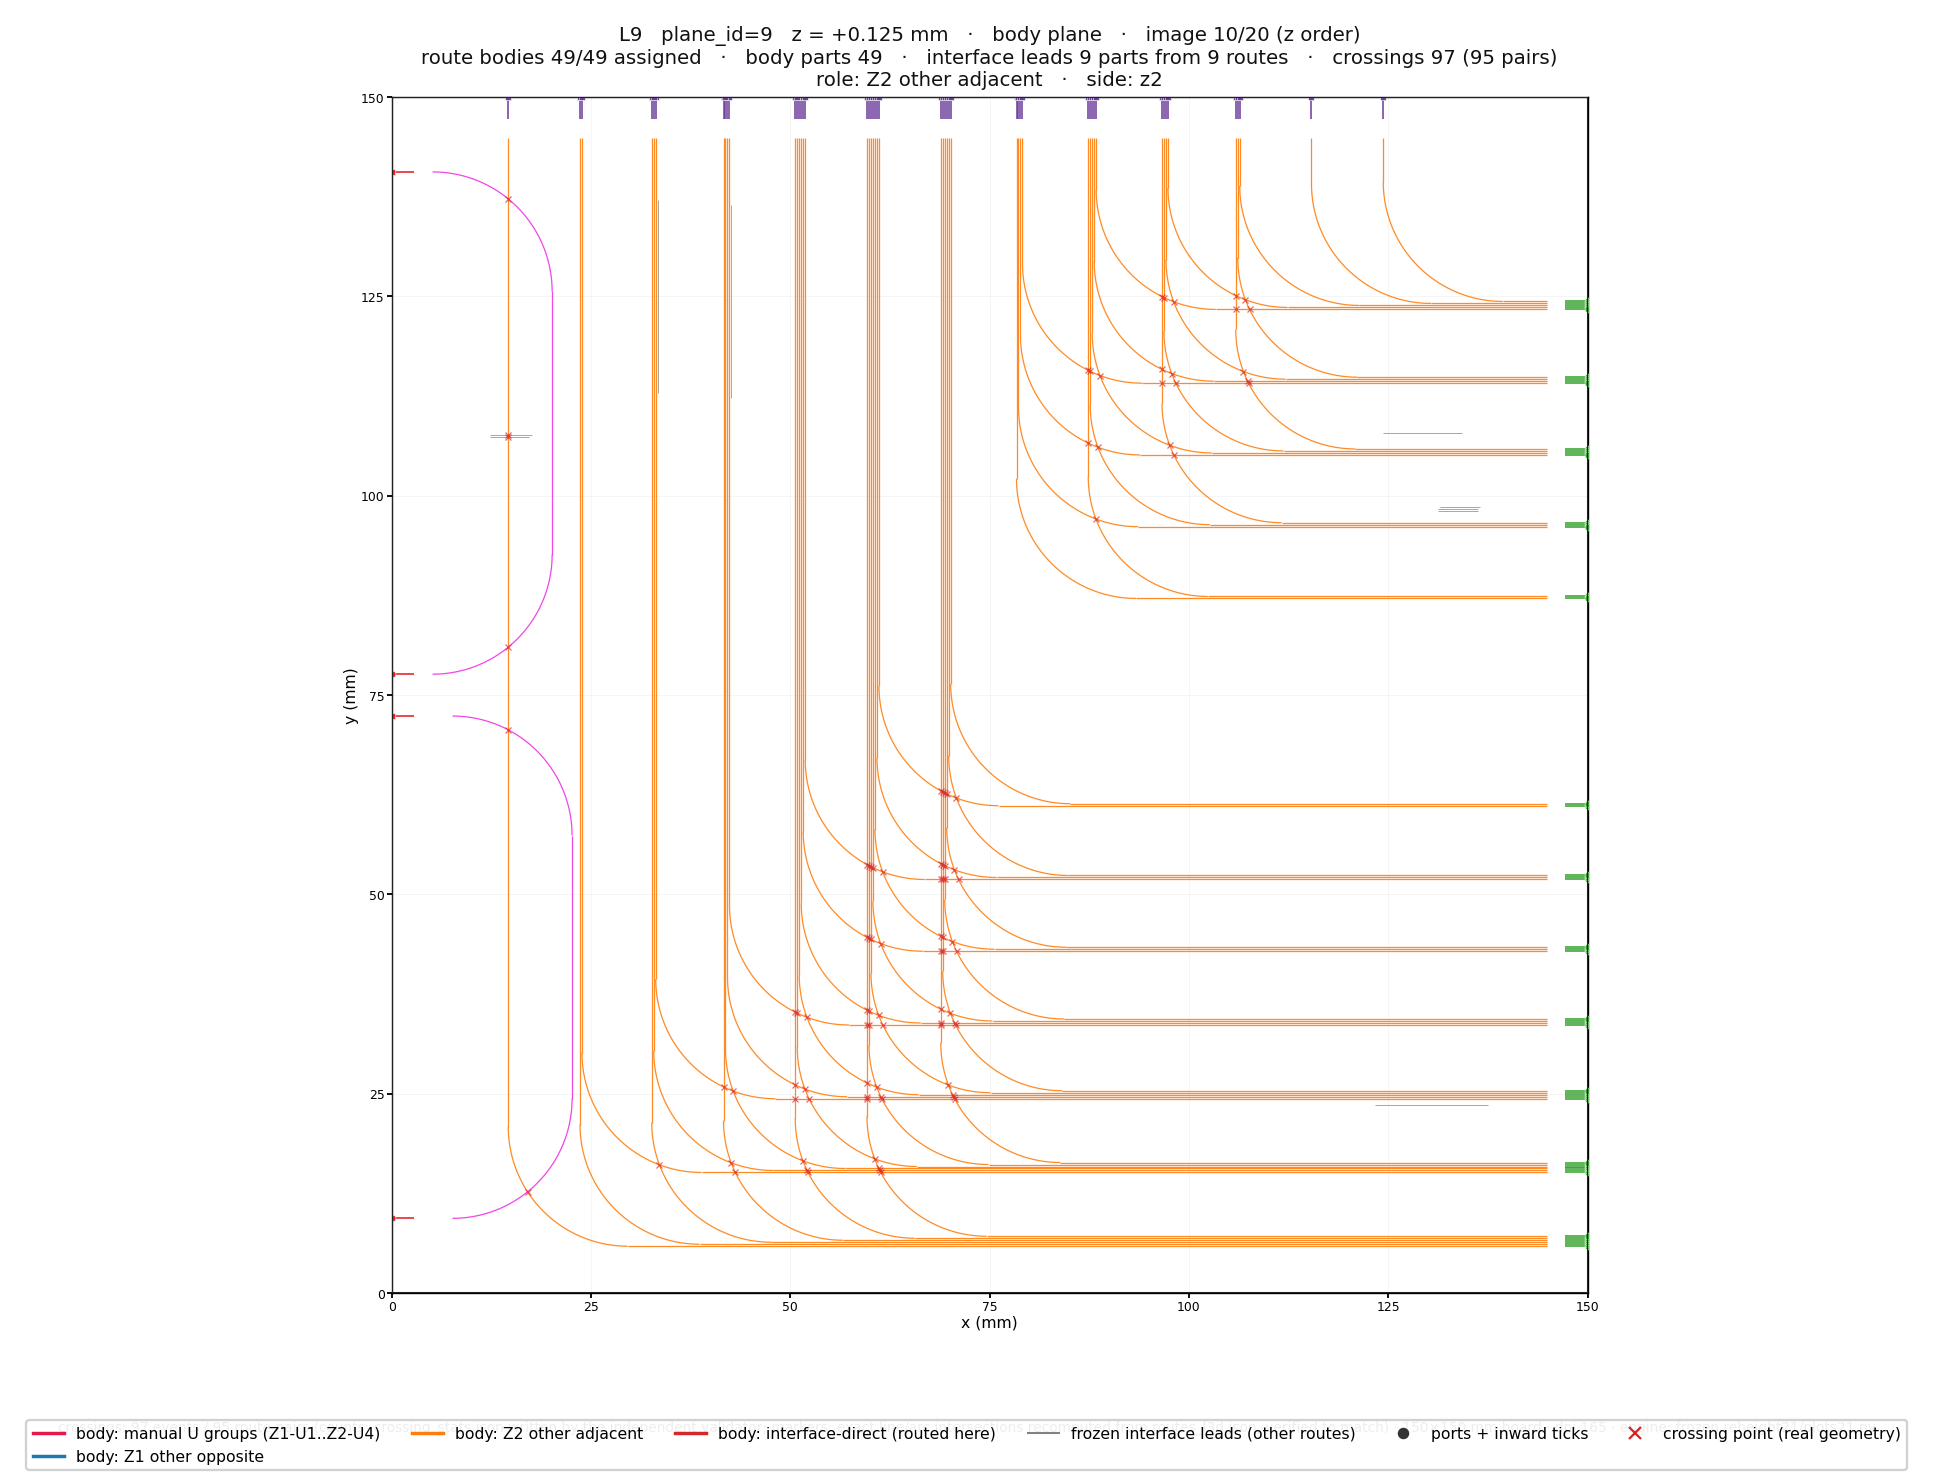 L9 plane_id=9 z = +0.125 mm · body plane · image 10/20 (z order)
route bodies 49/49 assigned · body parts 49 · interface leads 9 parts from 9 routes · crossings 97 (95 pairs)
role: Z2 other adjacent · side: z2
150
125
100
75
50
25
0
y (mm)
0 25 50 75 100 125 150
x (mm)
body: manual U groups (Z1-U1..Z2-U4)
body: Z1 other opposite
body: Z2 other adjacent
body: interface-direct (routed here)
frozen interface leads (other routes)
ports + inward ticks
crossing point (real geometry)